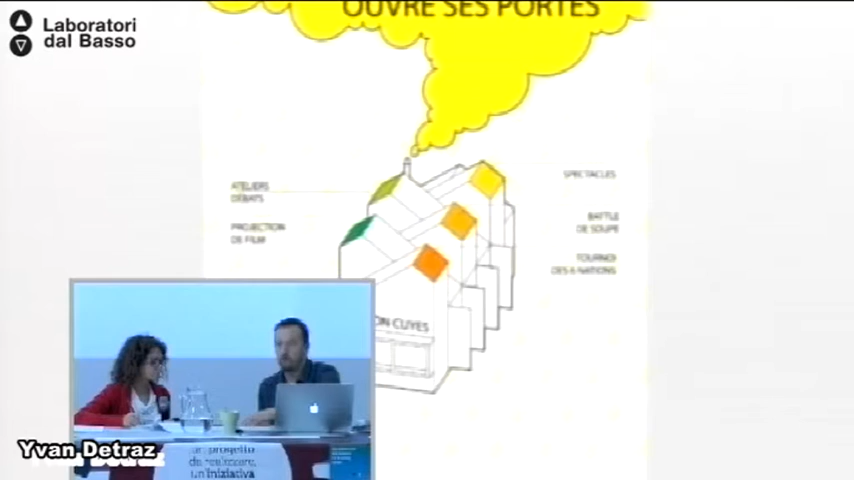 OUVRE SES PORTES
Laboratori
dal Basso
ATELIERS
DÉBATS
PROJECTION
DE FILM
SPECTACLES
BATTLE
DE SOUPE
TOURNOI
DES 6 NATIONS
ON CUYES
Yvan Detraz
un progetto
da realizzare,
un'iniziativa